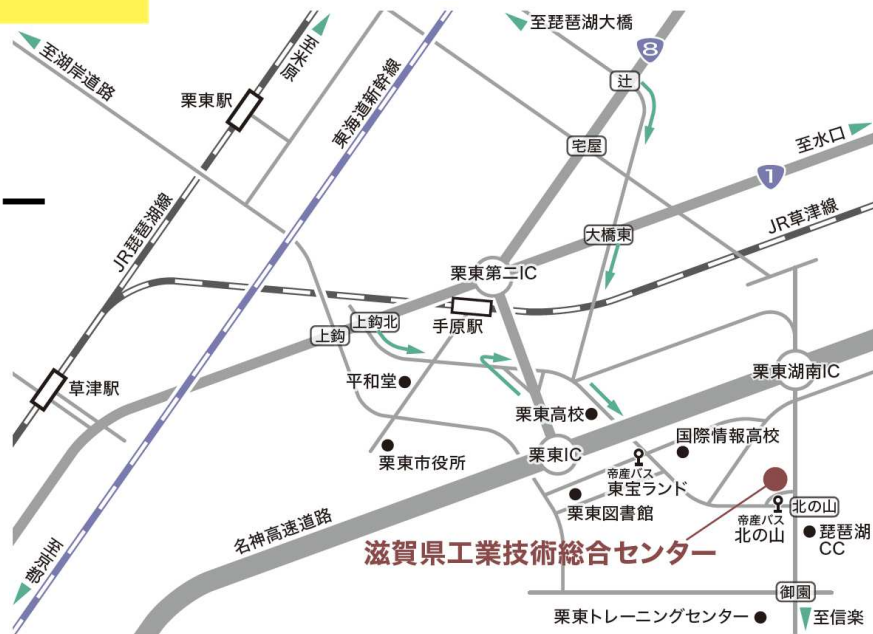 至湖岸道路
至米原
栗東駅
東海道新幹線
至琵琶湖大橋
8
辻
宅屋
至水口
1
JR琵琶湖線
大橋東
JR草津線
栗東第二IC
上鈎北
上鈎
手原駅
草津駅
平和堂
栗東湖南IC
栗東高校
国際情報高校
栗東市役所
栗東IC
帝産バス
東宝ランド
栗東図書館
北の山
帝産バス
北の山
琵琶湖
CC
名神高速道路
滋賀県工業技術総合センター
至京都
御園
栗東トレーニングセンター
至信楽